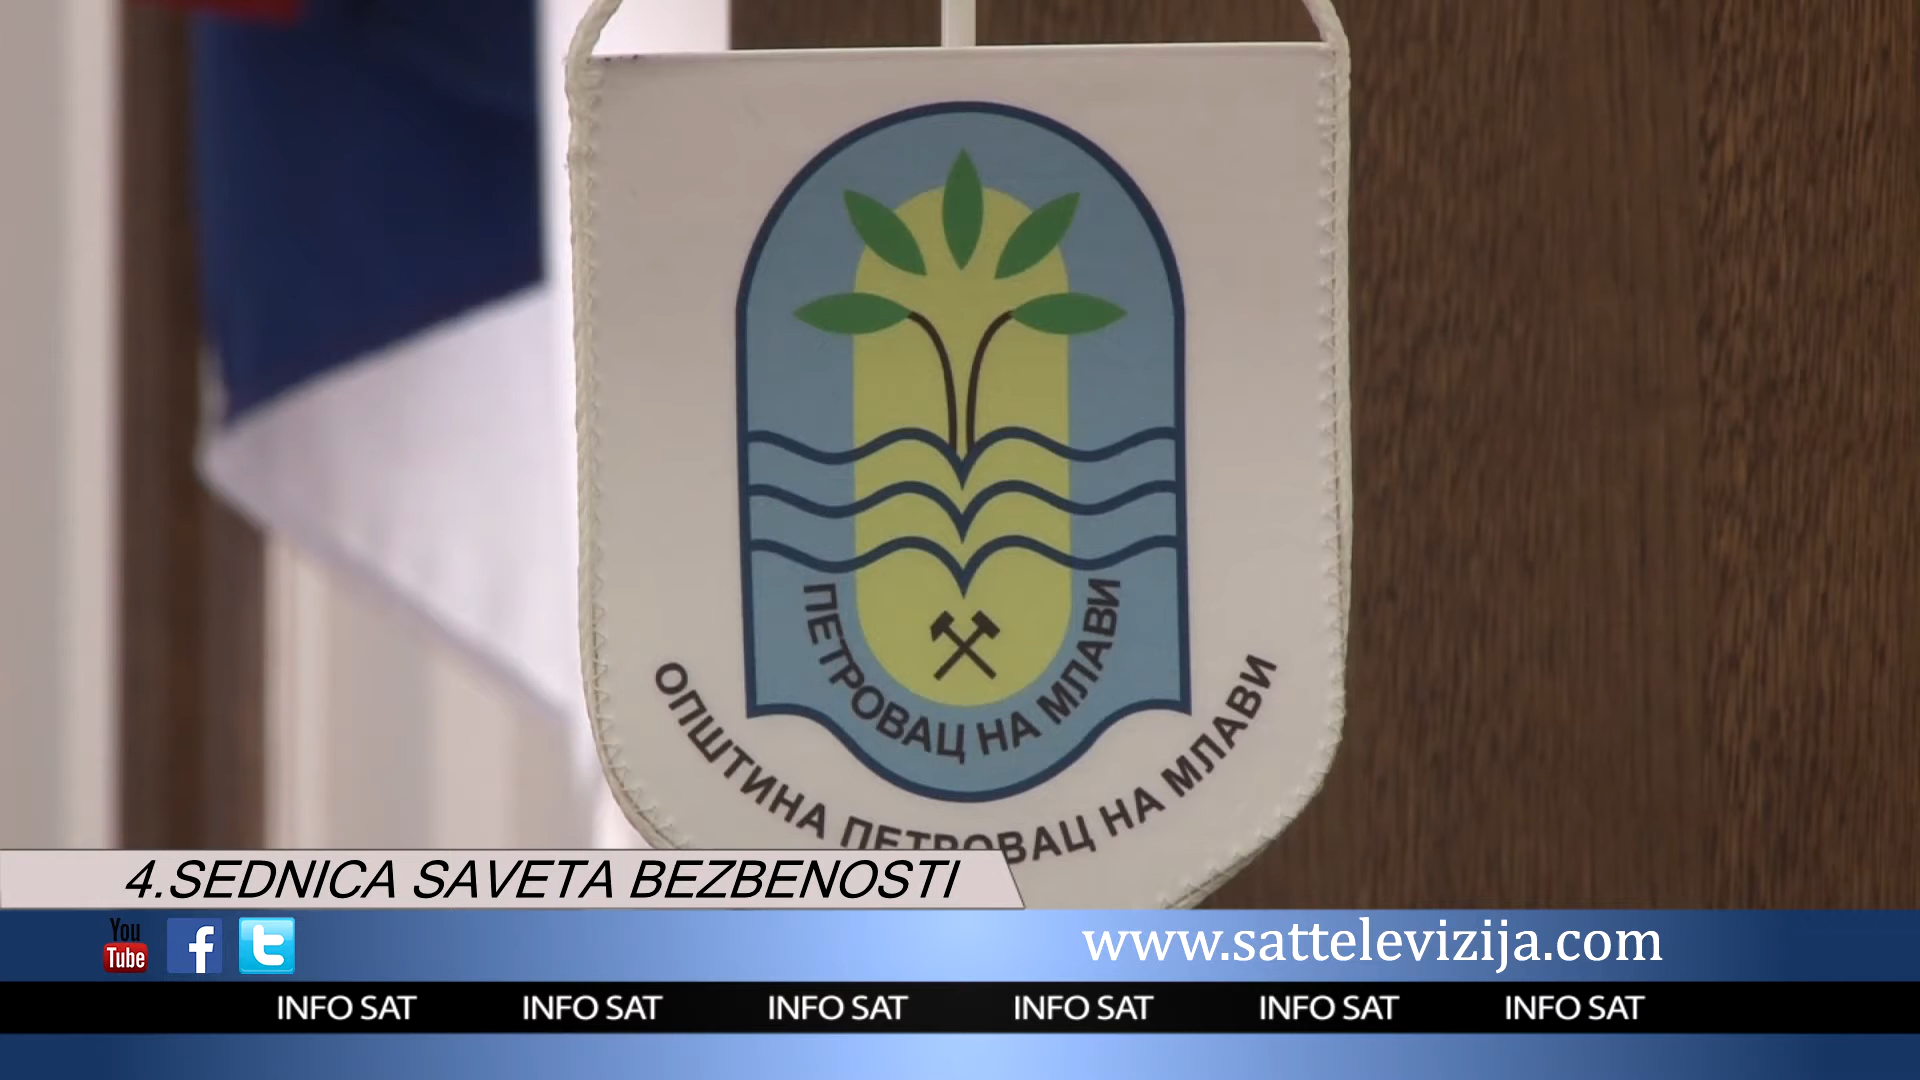 ПЕТРОВАЦ НА МЛАВИ
ОПШТИНА ПЕТРОВАЦ НА МЛАВИ
4.SEDNICA SAVETA BEZBENOSTI
You
Tube
f
t
www.sattelevizija.com
INFO SAT INFO SAT INFO SAT INFO SAT INFO SAT INFO SAT